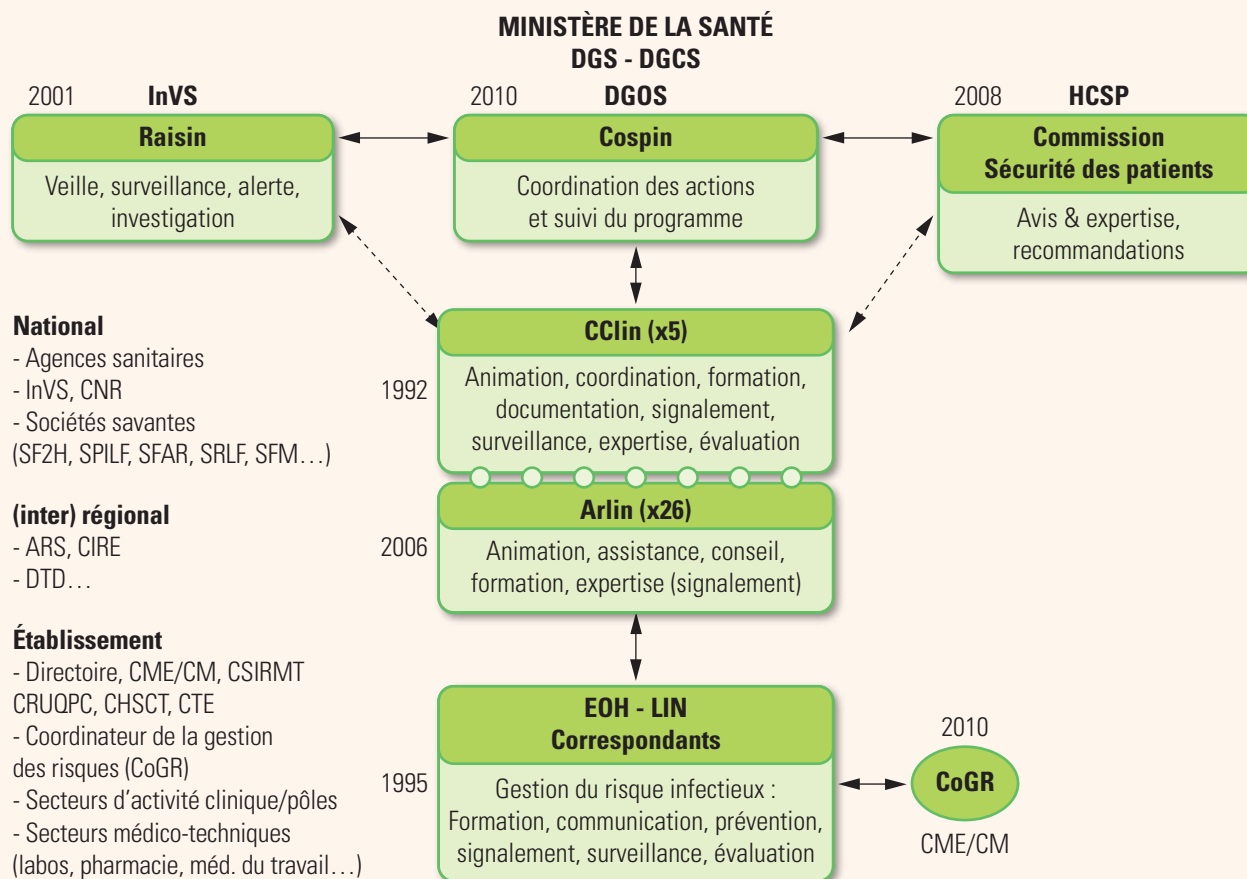 MINISTÈRE DE LA SANTÉ
DGS - DGCS
2001 InVS
2010 DGOS
2008 HCSP
Raisin
Veille, surveillance, alerte,
investigation
Cospin
Coordination des actions
et suivi du programme
Commission
Sécurité des patients
Avis & expertise,
recommandations
National
- Agences sanitaires
- InVS, CNR
- Sociétés savantes
(SF2H, SPILF, SFAR, SRLF, SFM…)
1992
CClin (x5)
Animation, coordination, formation,
documentation, signalement,
surveillance, expertise, évaluation
(inter) régional
- ARS, CIRE
- DTD…
2006
Arlin (x26)
Animation, assistance, conseil,
formation, expertise (signalement)
Établissement
- Directoire, CME/CM, CSIRMT
CRUQPC, CHSCT, CTE
- Coordinateur de la gestion
des risques (CoGR)
- Secteurs d'activité clinique/pôles
- Secteurs médico-techniques
(labos, pharmacie, méd. du travail…)
1995
EOH - LIN
Correspondants
Gestion du risque infectieux :
Formation, communication, prévention,
signalement, surveillance, évaluation
2010
CoGR
CME/CM